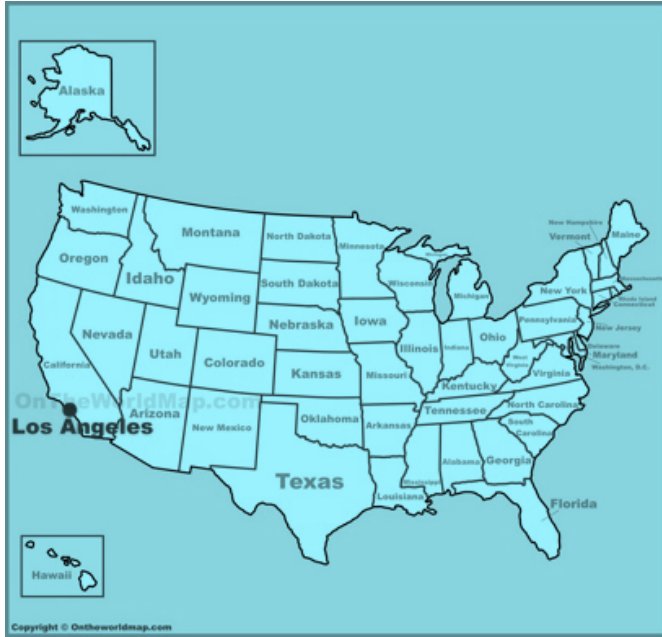 Alaska
Washington
Montana
North Dakota
Minnesota
Oregon
Idaho
Wyoming
South Dakota
Wisconsin
Michigan
New Hampshire
Vermont
Maine
Massachusetts
New York
Rhode Island
Connecticut
Nevada
Utah
Colorado
Nebraska
Iowa
Illinois
Indiana
Ohio
Pennsylvania
New Jersey
Delaware
Maryland
Washington, D.C.
California
Kansas
Missouri
West
Virginia
Kentucky
Virginia
OnTheWorldMap.com
Los Angeles
Arizona
New Mexico
Oklahoma
Arkansas
Tennessee
North Carolina
South
Carolina
Texas
Louisiana
Mississippi
Alabama
Georgia
Florida
Hawaii
Copyright © Ontheworldmap.com